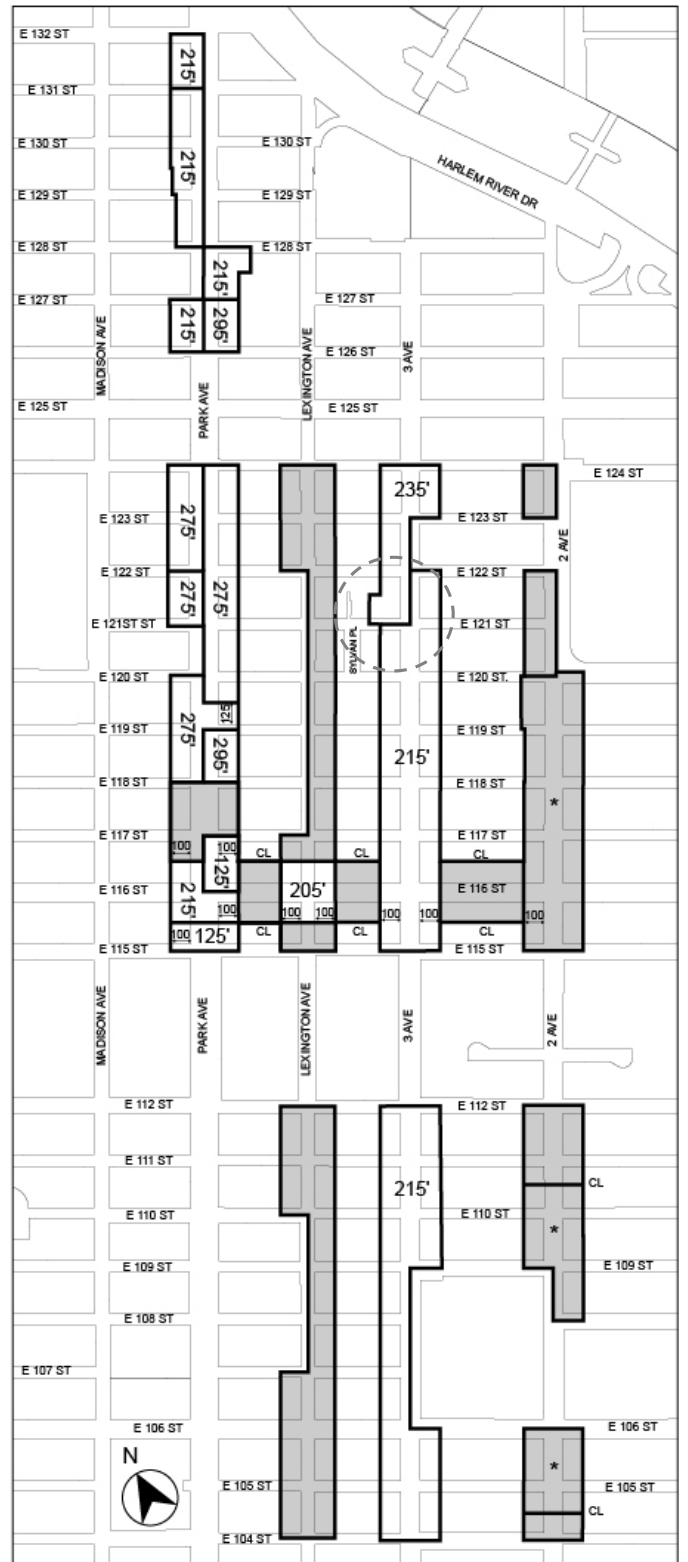 E 132 ST
215'
E 131 ST
E 130 ST
E 130 ST
215'
HARLEM RIVER DR
E 129 ST
E 129 ST
E 128 ST
E 128 ST
215'
E 127 ST
E 127 ST
215'
295'
MADISON AVE
PARK AVE
LEXINGTON AVE
3 AVE
E 126 ST
E 125 ST
E 125 ST
E 124 ST
235'
E 123 ST
275'
E 123 ST
2 AVE
E 122 ST
E 122 ST
275'
275'
E 121ST ST
SYLVAN PL
E 121 ST
E 120 ST
E 120 ST.
125
E 119 ST
275'
295'
215'
E 119 ST
E 118 ST
E 118 ST
*
E 117 ST
E 117 ST
100
100
CL
CL
CL
125'
E 116 ST
215'
205'
E 116 ST
100
100
100
100
100
100
100
125'
CL
CL
CL
E 115 ST
E 115 ST
MADISON AVE
PARK AVE
LEXINGTON AVE
3 AVE
2 AVE
E 112 ST
E 112 ST
E 111 ST
215'
CL
E 110 ST
E 110 ST
*
E 109 ST
E 109 ST
E 108 ST
E 107 ST
E 106 ST
E 106 ST
N
*
E 105 ST
E 105 ST
CL
E 104 ST